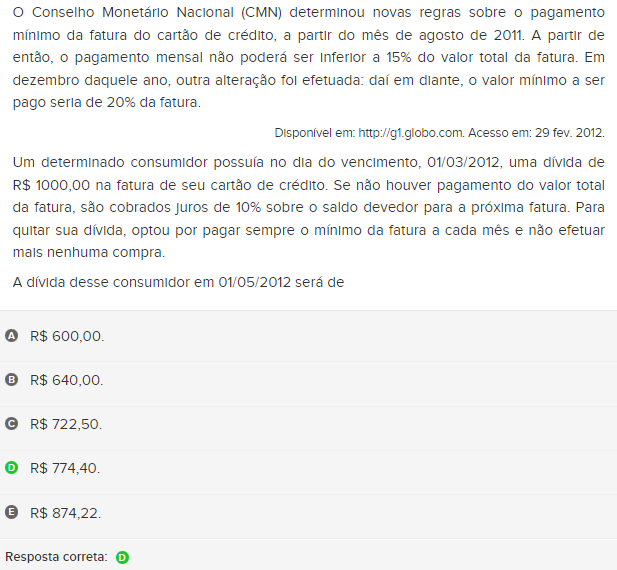 O Conselho Monetário Nacional (CMN) determinou novas regras sobre o pagamento
mínimo da fatura do cartão de crédito, a partir do mês de agosto de 2011. A partir de
então, o pagamento mensal não poderá ser inferior a 15% do valor total da fatura. Em
dezembro daquele ano, outra alteração foi efetuada: daí em diante, o valor mínimo a ser
pago seria de 20% da fatura.
Disponível em: http://g1.globo.com. Acesso em: 29 fev. 2012.
Um determinado consumidor possuía no dia do vencimento, 01/03/2012, uma dívida de
R$ 1000,00 na fatura de seu cartão de crédito. Se não houver pagamento do valor total
da fatura, são cobrados juros de 10% sobre o saldo devedor para a próxima fatura. Para
quitar sua dívida, optou por pagar sempre o mínimo da fatura a cada mês e não efetuar
mais nenhuma compra.
A dívida desse consumidor em 01/05/2012 será de
A R$ 600,00.
B R$ 640,00.
C R$ 722,50.
D R$ 774,40.
E R$ 874,22.
Resposta correta: D